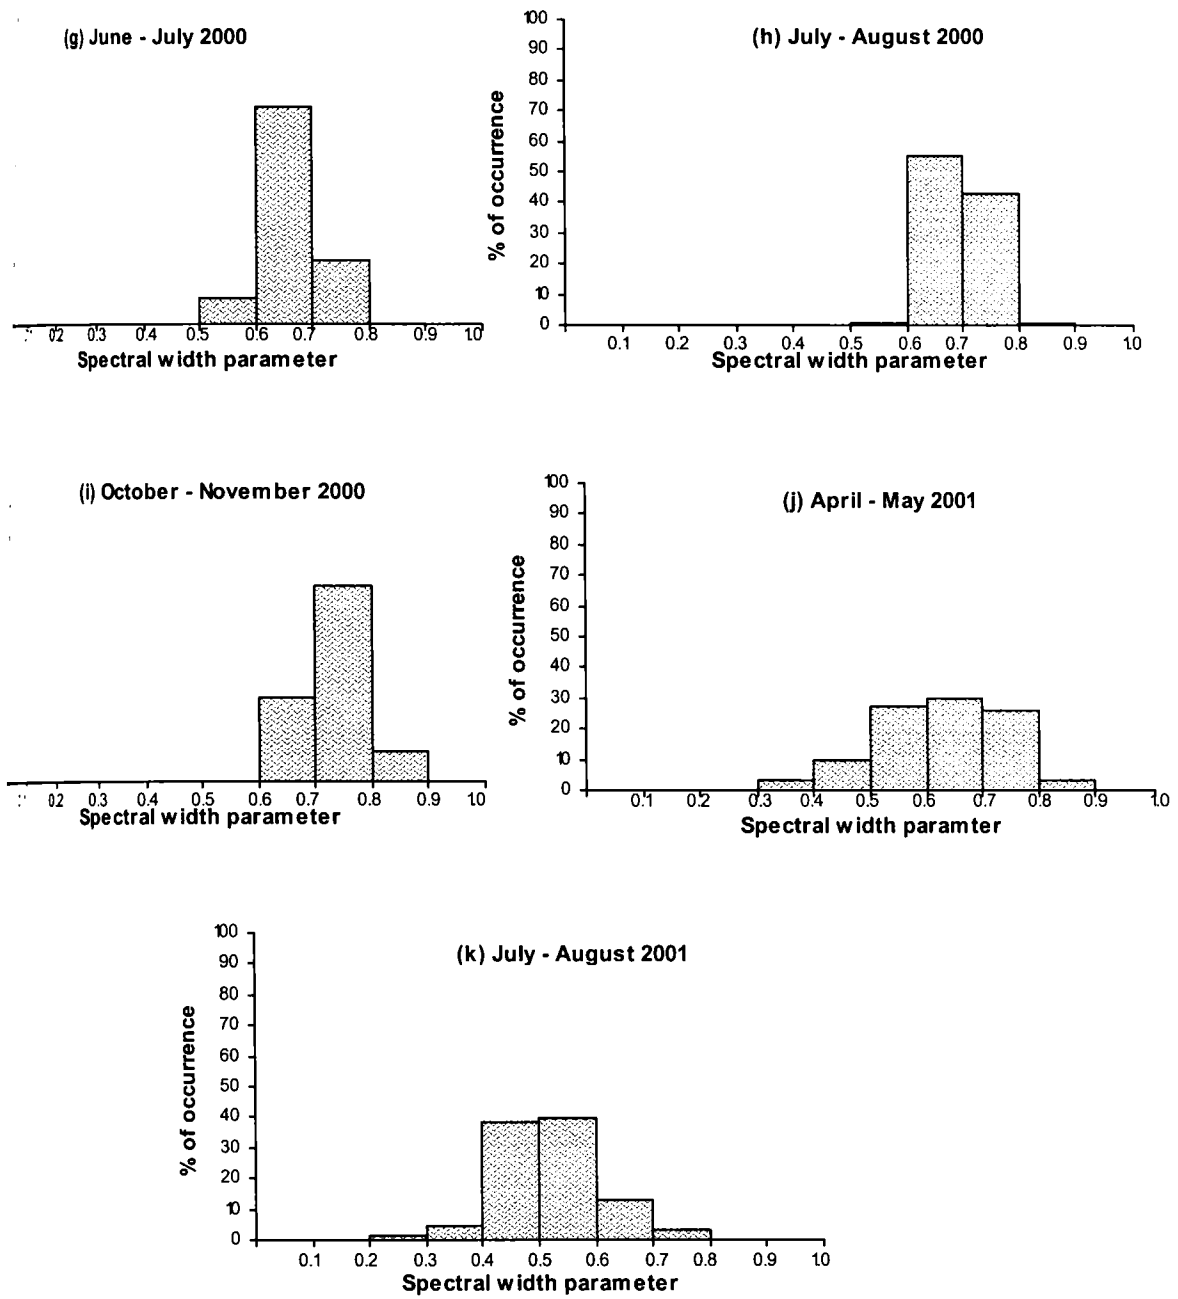 (g) June - July 2000
0.2 0.3 0.4 0.5 0.6 0.7 0.8 0.9 1.0
Spectral width parameter
(h) July - August 2000
% of occurrence
100
90
80
70
60
50
40
30
20
10
0
0.1 0.2 0.3 0.4 0.5 0.6 0.7 0.8 0.9 1.0
Spectral width parameter
(i) October - November 2000
0.2 0.3 0.4 0.5 0.6 0.7 0.8 0.9 10
Spectral width parameter
(j) April - May 2001
% of occurrence
100
90
80
70
60
50
40
30
20
10
0
0.1 0.2 0.3 0.4 0.5 0.6 0.7 0.8 0.9 1.0
Spectral width paramter
(k) July - August 2001
% of occurrence
100
90
80
70
60
50
40
30
20
10
0
0.1 0.2 0.3 0.4 0.5 0.6 0.7 0.8 0.9 1.0
Spectral width parameter